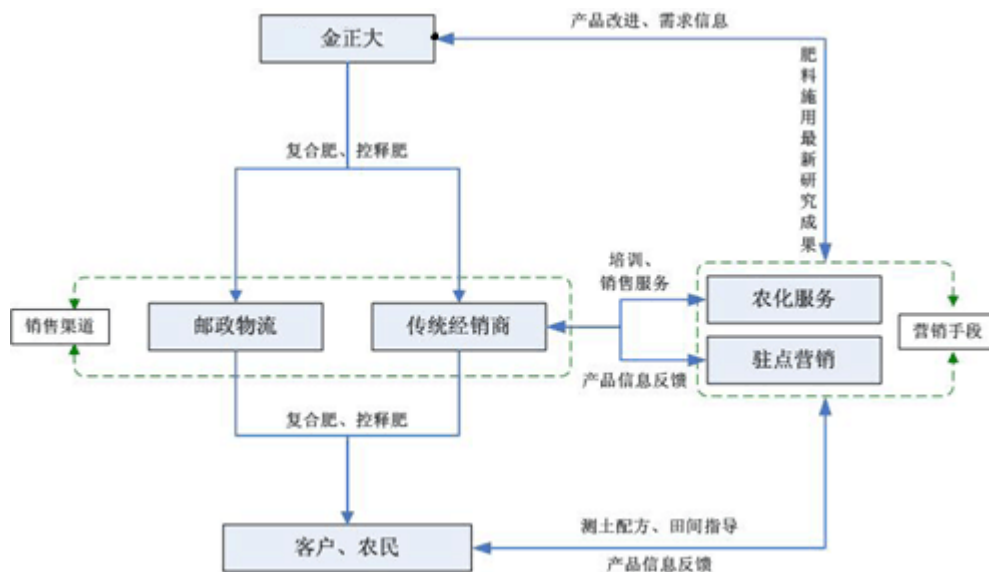 产品改进、需求信息
金正大
肥料施用最新研究成果
复合肥、控释肥
培训、
销售服务
农化服务
销售渠道
邮政物流
传统经销商
营销手段
驻点营销
产品信息反馈
复合肥、控释肥
测土配方、田间指导
客户、农民
产品信息反馈